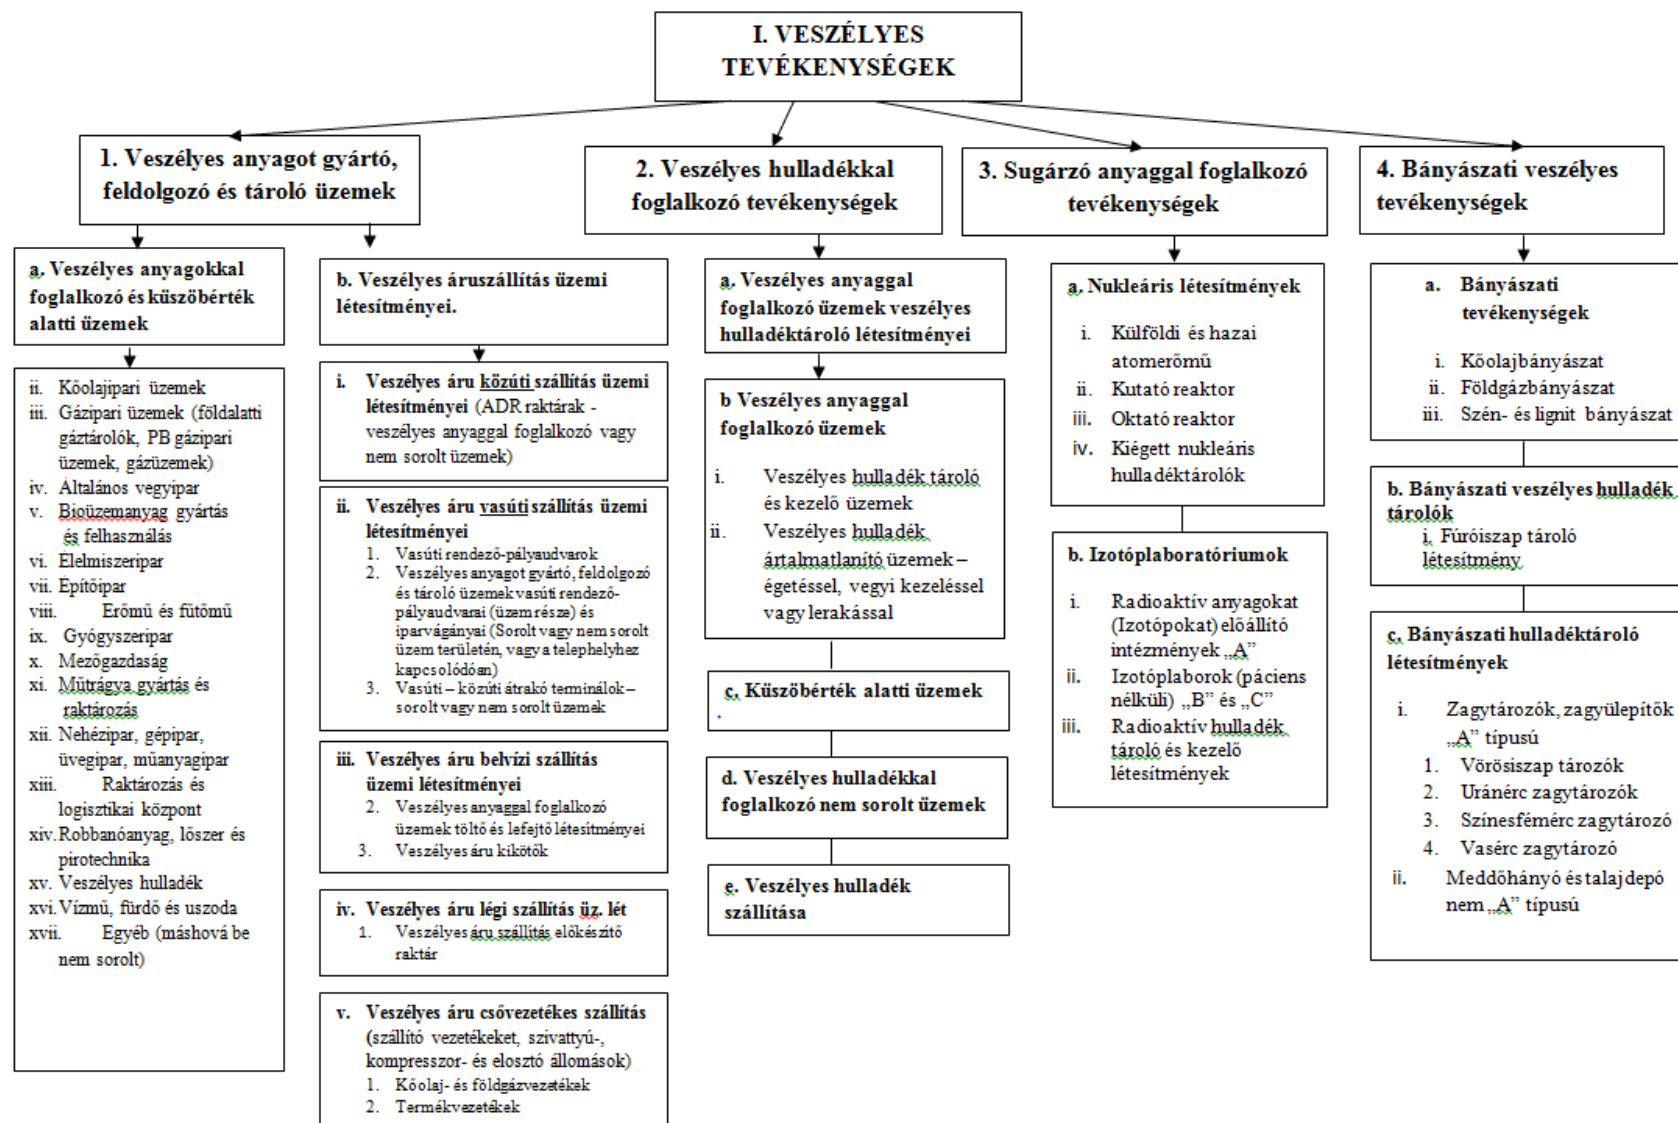 I. VESZÉLYES
TEVÉKENYSÉGEK
1. Veszélyes anyagot gyártó,
feldolgozó és tároló üzemek
a. Veszélyes anyagokkal
foglalkozó és küszöbérték
alatti üzemek
ii. Kőolajipari üzemek
iii. Gázipari üzemek (földalatti
gáztárolók, PB gázipari
üzemek, gázüzemek)
iv. Általános vegyipar
v. Bioüzemanyag gyártás
és felhasználás
vi. Élelmiszeripar
vii. Építőipar
viii. Erőmű és fűtőmű
ix. Gyógyszeripar
x. Mezőgazdaság
xi. Műtrágya gyártás és
raktározás
xii. Nehézipar, gépipar,
üvegipar, műanyagipar
xiii. Raktározás és
logisztikai központ
xiv. Robbanóanyag, lőszer és
pirotechnika
xv. Veszélyes hulladék
xvi. Vízmű, fürdő és uszoda
xvii. Egyéb (máshová be
nem sorolt)
b. Veszélyes áruszállítás üzemi
létesítményei.
i. Veszélyes áru közúti szállítás üzemi
létesítményei (ADR raktárak -
veszélyes anyaggal foglalkozó vagy
nem sorolt üzemek)
ii. Veszélyes áru vasúti szállítás üzemi
létesítményei
1. Vasúti rendező-pályaudvarok
2. Veszélyes anyagot gyártó, feldolgozó
és tároló üzemek vasúti rendező-
pályaudvarai (üzem része) és
iparvágányai (Sorolt vagy nem sorolt
üzem területén, vagy a telephelyhez
kapcsolódóan)
3. Vasúti – közúti átrakó terminálok –
sorolt vagy nem sorolt üzemek
iii. Veszélyes áru belvízi szállítás
üzemi létesítményei
2. Veszélyes anyaggal foglalkozó
üzemek töltő és lefejtő létesítményei
3. Veszélyes áru kikötők
iv. Veszélyes áru légi szállítás üz. lét
1. Veszélyes áru szállítás előkészítő
raktár
v. Veszélyes áru csővezetékes szállítás
(szállító vezetékeket, szivattyú-,
kompresszor- és elosztó állomások)
1. Kőolaj- és földgázvezetékek
2. Termékvezetékek
2. Veszélyes hulladékkal
foglalkozó tevékenységek
a. Veszélyes anyaggal
foglalkozó üzemek veszélyes
hulladéktároló létesítményei
b Veszélyes anyaggal
foglalkozó üzemek
i. Veszélyes hulladék tároló
és kezelő üzemek
ii. Veszélyes hulladék
ártalmatlanító üzemek –
égetéssel, vegyi kezeléssel
vagy lerakással
c. Küszöbérték alatti üzemek
d. Veszélyes hulladékkal
foglalkozó nem sorolt üzemek
e. Veszélyes hulladék
szállítása
3. Sugárzó anyaggal foglalkozó
tevékenységek
a. Nukleáris létesítmények
i. Külföldi és hazai
atomerőmű
ii. Kutató reaktor
iii. Oktató reaktor
iv. Kiégett nukleáris
hulladéktárolók
b. Izotóplaboratóriumok
i. Radioaktív anyagokat
(Izotópokat) előállító
intézmények „A”
ii. Izotóplaborok (páciens
nélküli) „B” és „C”
iii. Radioaktív hulladék
tároló és kezelő
létesítmények
4. Bányászati veszélyes
tevékenységek
a. Bányászati
tevékenységek
i. Kőolajbányászat
ii. Földgázbányászat
iii. Szén- és lignit bányászat
b. Bányászati veszélyes hulladék
tárolók
i. Fúróiszap tároló
létesítmény
c. Bányászati hulladéktároló
létesítmények
i. Zagytározók, zagyülepítők
„A” típusú
1. Vörösiszap tározók
2. Uránérc zagytározók
3. Színesfémérc zagytározó
4. Vasérc zagytározó
ii. Meddőhányó és talajdepó
nem „A” típusú